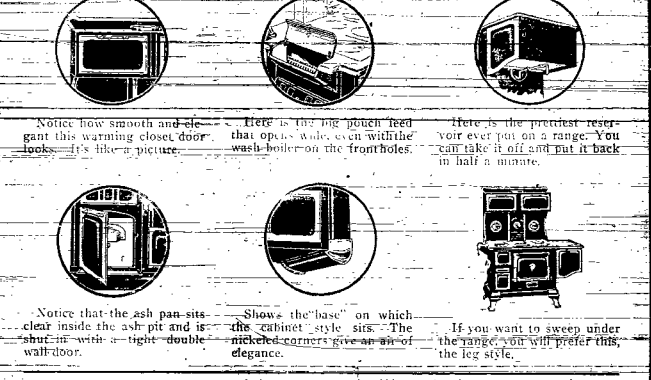 Notice how smooth and ele-
gant this warming closet door
looks. It's like a picture.
Here is the big pouch feed
that opens wide, even with the
wash boiler on the front holes.
Here is the prettiest reser-
voir ever put on a range. You
can take it off and put it back
in half a minute.
Notice that the ash pan sits
clear inside the ash pit and is
shut in with a tight double
wall door.
Shows the "base" on which
the cabinet style sits. The
nickeled corners give an air of
elegance.
If you want to sweep under
the range, you will prefer this,
the leg style.